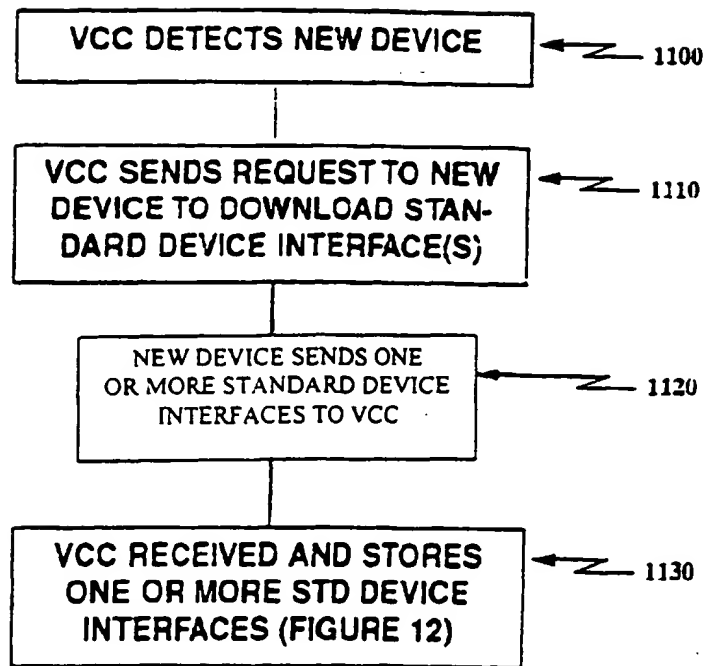 VCC DETECTS NEW DEVICE
1100
VCC SENDS REQUEST TO NEW
DEVICE TO DOWNLOAD STAN-
DARD DEVICE INTERFACE(S)
1110
NEW DEVICE SENDS ONE
OR MORE STANDARD DEVICE
INTERFACES TO VCC
1120
VCC RECEIVED AND STORES
ONE OR MORE STD DEVICE
INTERFACES (FIGURE 12)
1130